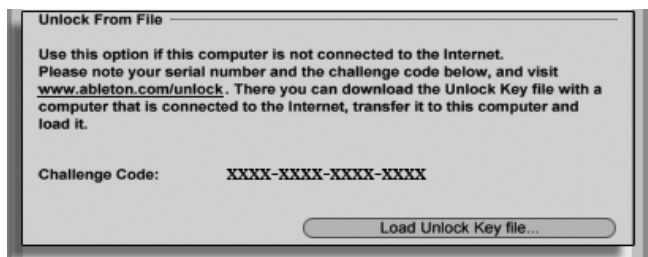 Unlock From File
Use this option if this computer is not connected to the Internet.
Please note your serial number and the challenge code below, and visit
www.ableton.com/unlock. There you can download the Unlock Key file with a
computer that is connected to the Internet, transfer it to this computer and
load it.
Challenge Code: XXXX-XXXX-XXXX-XXXX
Load Unlock Key file...